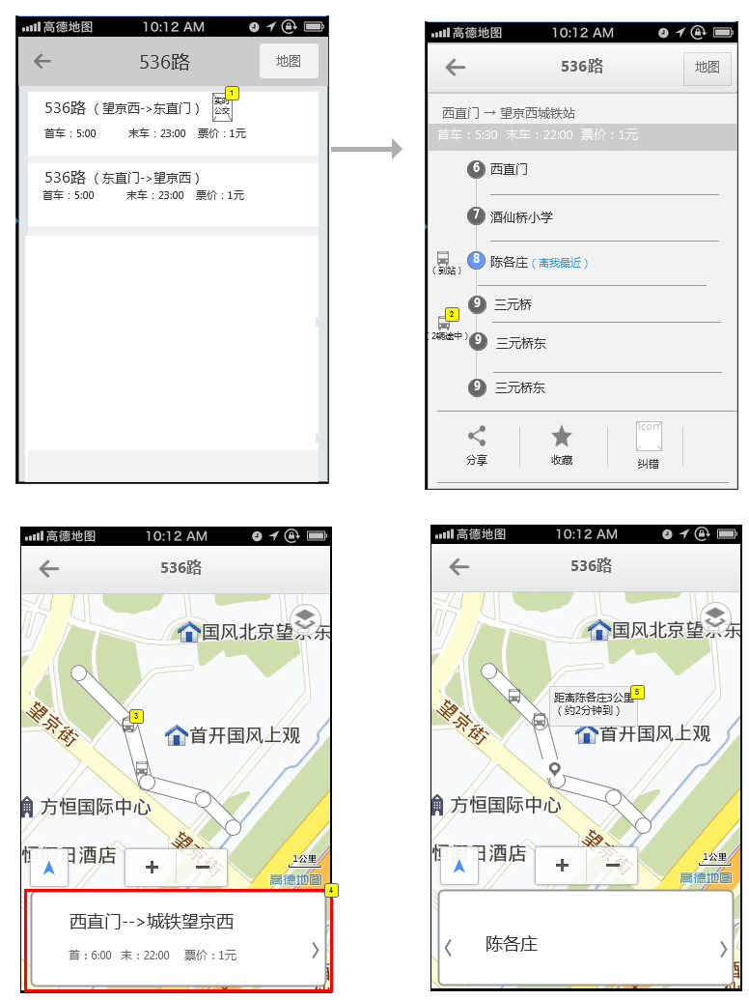 高德地图 10:12 AM
536路 地图
536路（望京西->东直门） 实时公交 1
首车：5:00 末车：23:00 票价：1元
536路（东直门->望京西）
首车：5:00 末车：23:00 票价：1元
高德地图 10:12 AM
536路 地图
西直门 → 望京西城铁站
首车：5:30 末车：22:00 票价：1元
6 西直门
7 酒仙桥小学
8 陈各庄（离我最近）
（到站）
9 三元桥
2
（2辆途中）
9 三元桥东
9 三元桥东
分享 收藏 icon 纠错
高德地图 10:12 AM
536路
国风北京望京东
望京街
3
首开国风上观
方恒国际中心
望京街
恒假日酒店
+ −
1公里
高德地图
4
西直门-->城铁望京西
首：6:00 末：22:00 票价：1元
高德地图 10:12 AM
536路
国风北京望京东
距离陈各庄3公里
（约2分钟到）
5
望京街
首开国风上观
方恒国际中心
望京街
恒假日酒店
+ −
1公里
高德地图
陈各庄